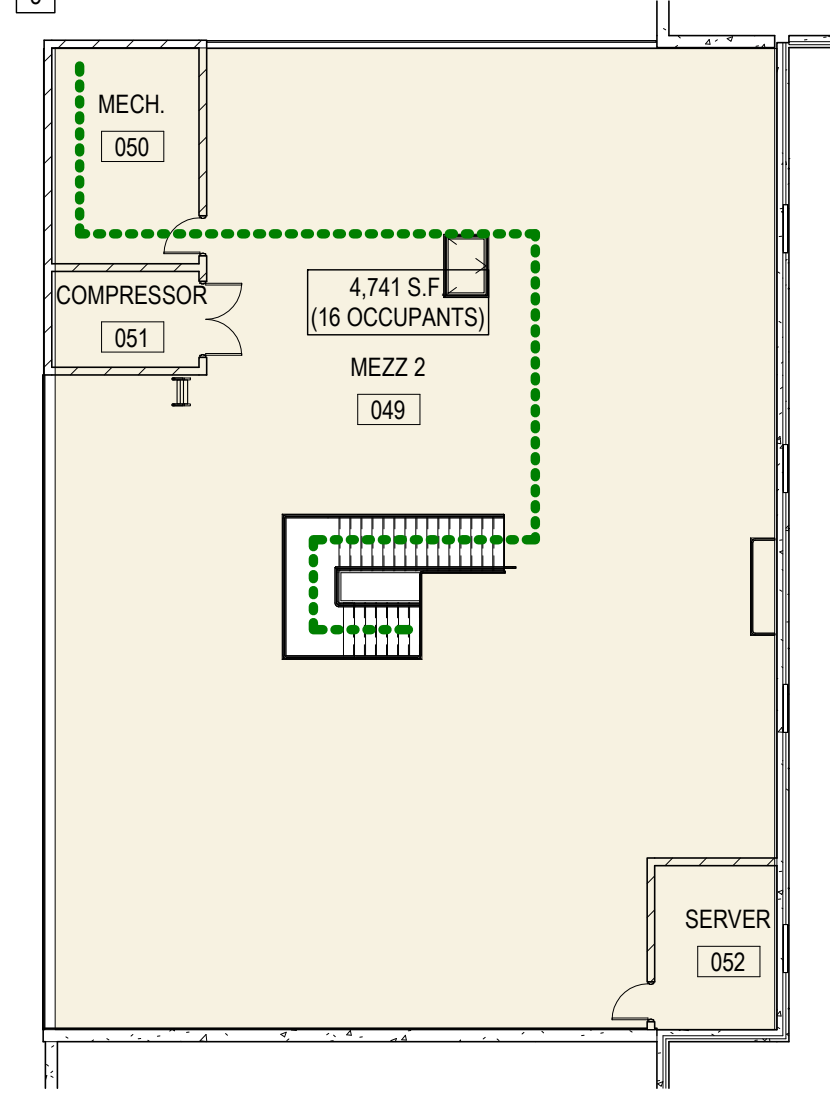 MECH.
050
COMPRESSOR
051
4,741 S.F.
(16 OCCUPANTS)
MEZZ 2
049
SERVER
052